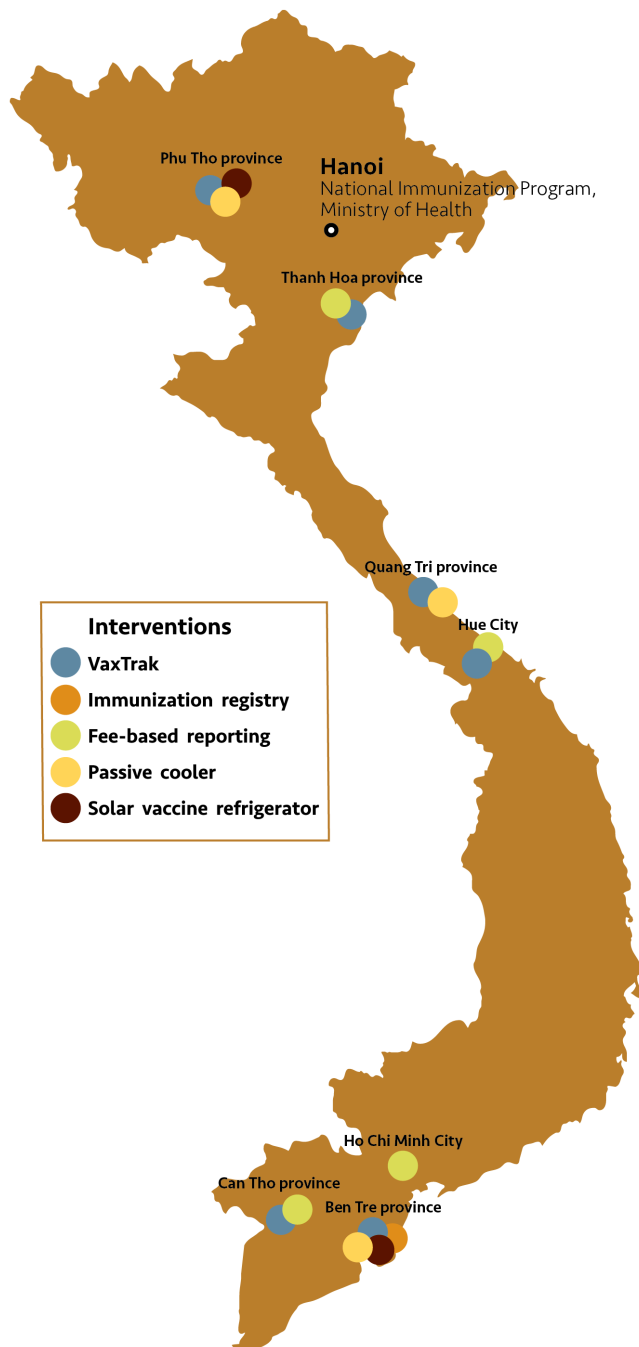 Phu Tho province
Hanoi
National Immunization Program,
Ministry of Health
Thanh Hoa province
Quang Tri province
Hue City
Interventions
VaxTrak
Immunization registry
Fee-based reporting
Passive cooler
Solar vaccine refrigerator
Ho Chi Minh City
Can Tho province
Ben Tre province